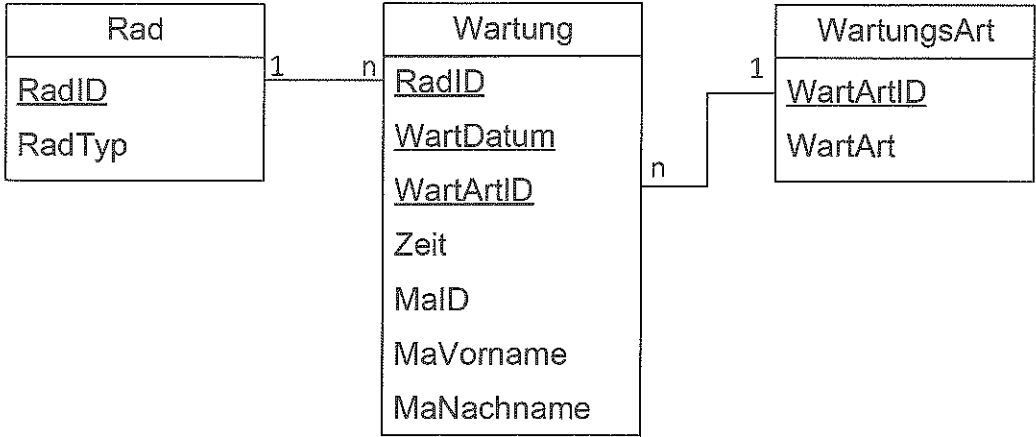 Rad
RadID
RadTyp
1
n
Wartung
RadID
WartDatum
WartArtID
Zeit
MaID
MaVorname
MaNachname
n
1
WartungsArt
WartArtID
WartArt